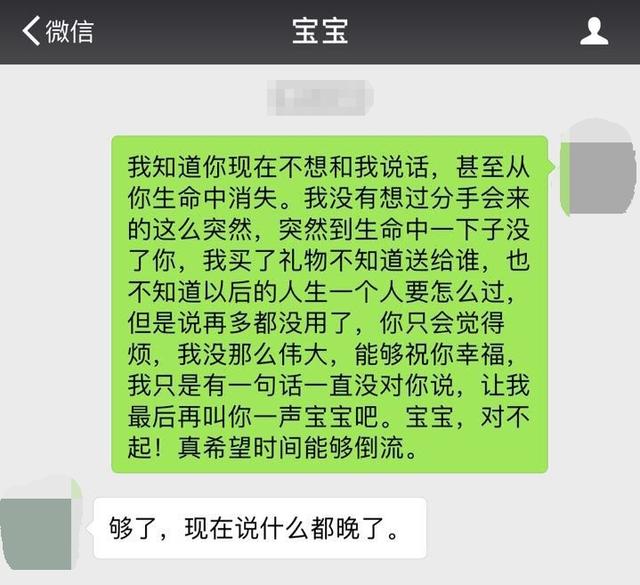 微信
宝宝
我知道你现在不想和我说话，甚至从
你生命中消失。我没有想过分手会来
的这么突然，突然到生命中一下子没
了你，我买了礼物不知道送给谁，也
不知道以后的人生一个人要怎么过，
但是说再多都没用了，你只会觉得
烦，我没那么伟大，能够祝你幸福，
我只是有一句话一直没对你说，让我
最后再叫你一声宝宝吧。宝宝，对不
起！真希望时间能够倒流。
够了，现在说什么都晚了。